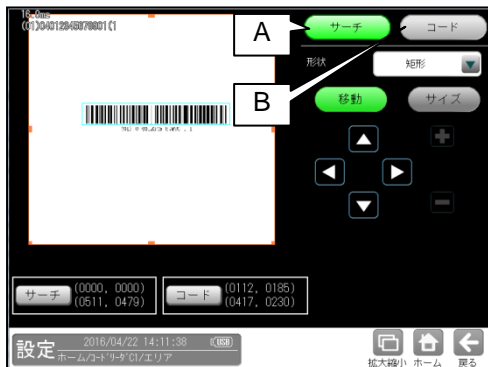 16.0ms
(01)04012345678901(1
A
サーチ
コード
形状
矩形
B
移動
サイズ
サーチ
(0000, 0000)
(0511, 0479)
コード
(0112, 0185)
(0417, 0230)
設定
2016/04/22 14:11:38
USB
ホーム/コードリーダC1/エリア
拡大縮小
ホーム
戻る